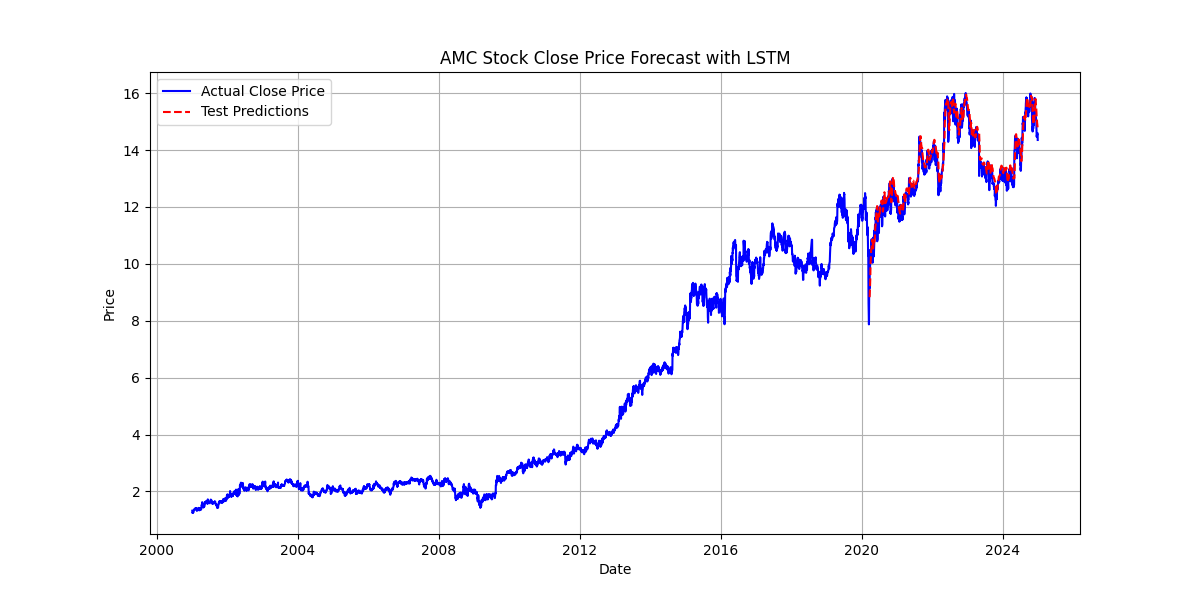 AMC Stock Close Price Forecast with LSTM
Actual Close Price
Test Predictions
Price
16
14
12
10
8
6
4
2
2000 2004 2008 2012 2016 2020 2024
Date